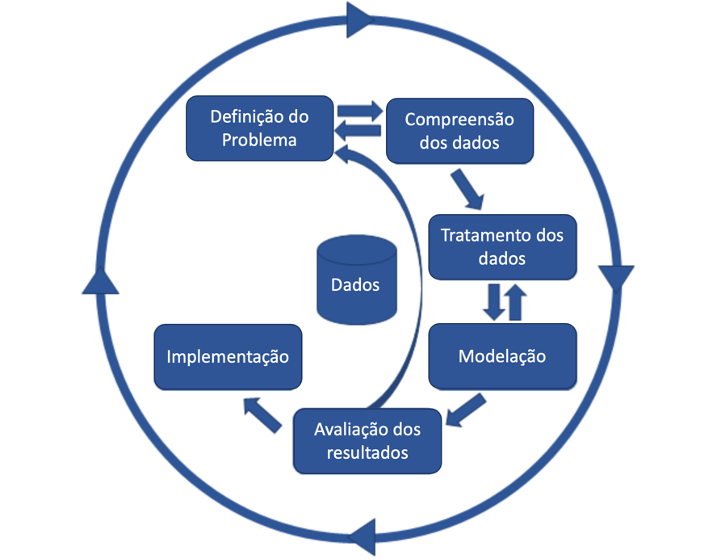 Definição do
Problema
Compreensão
dos dados
Tratamento dos
dados
Dados
Modelação
Implementação
Avaliação dos
resultados